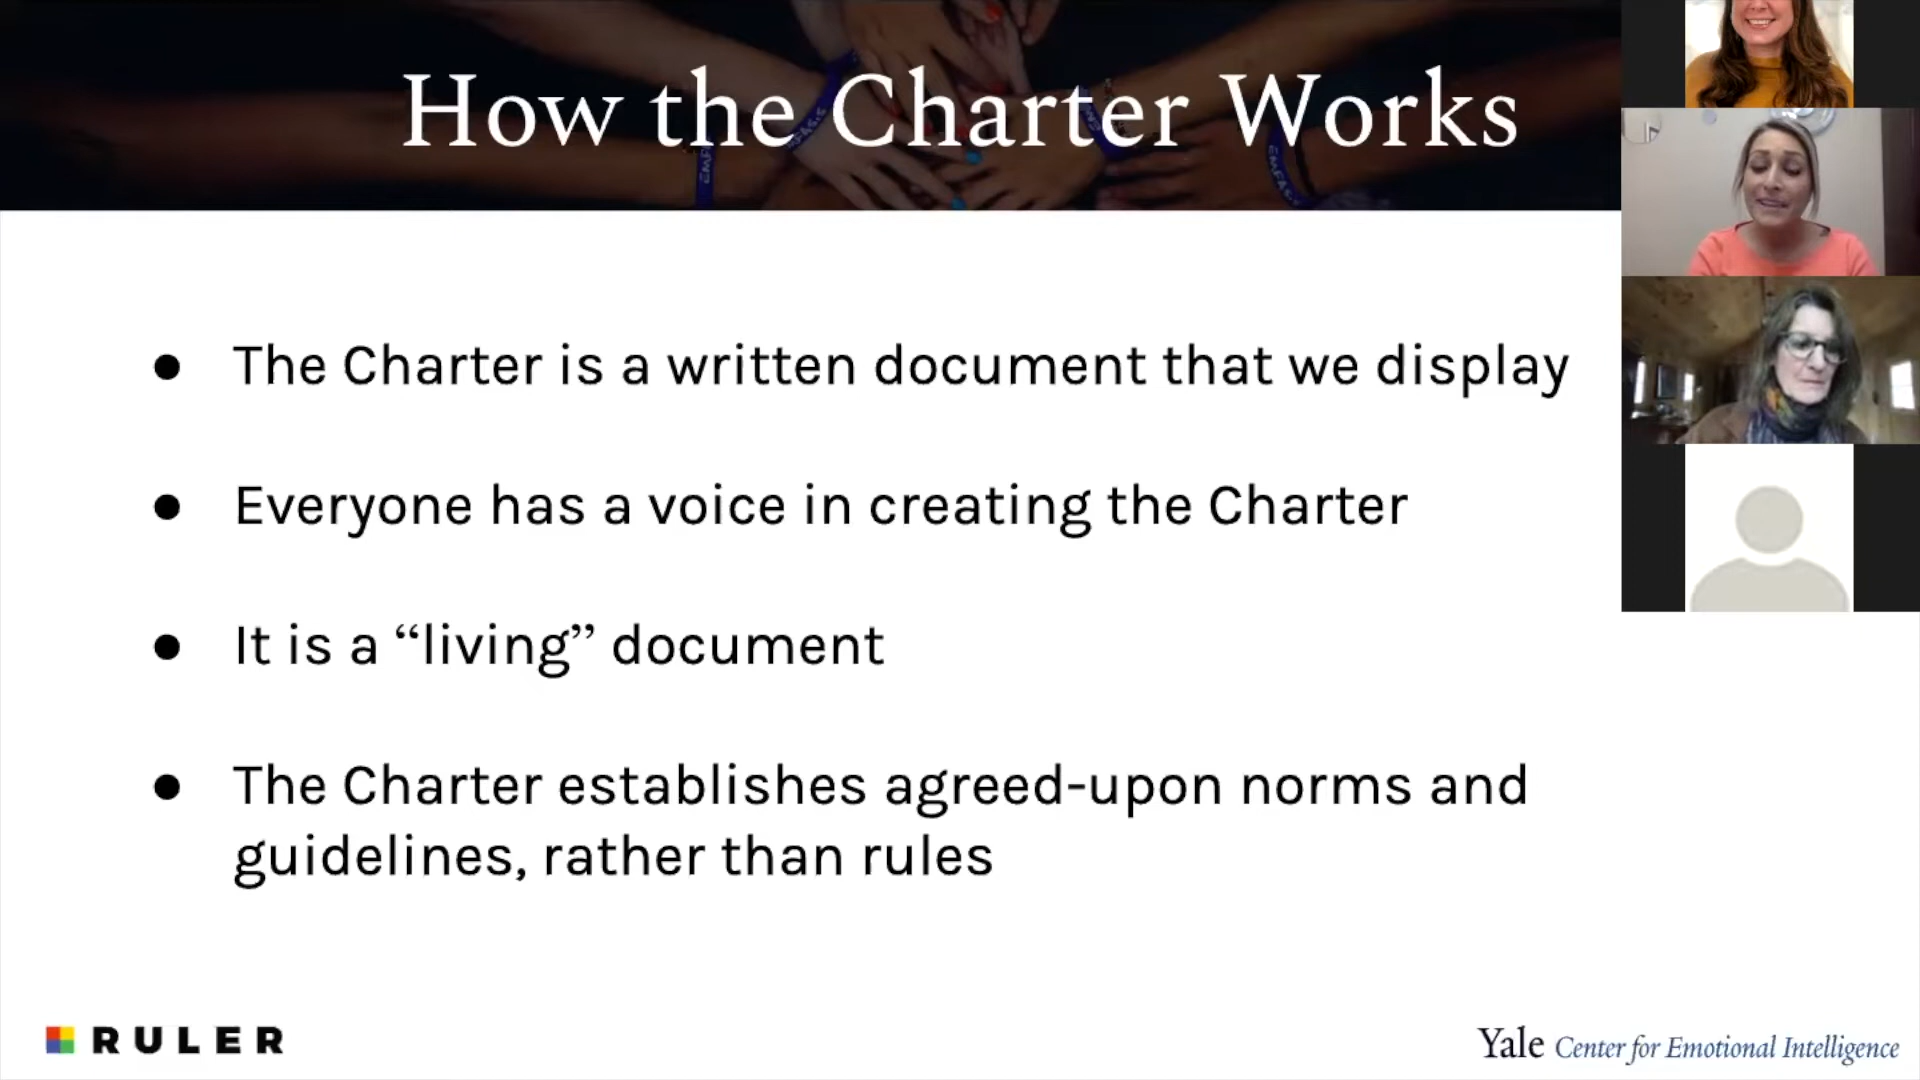 How the Charter Works
● The Charter is a written document that we display
● Everyone has a voice in creating the Charter
● It is a “living” document
● The Charter establishes agreed-upon norms and
guidelines, rather than rules
RULER
Yale Center for Emotional Intelligence